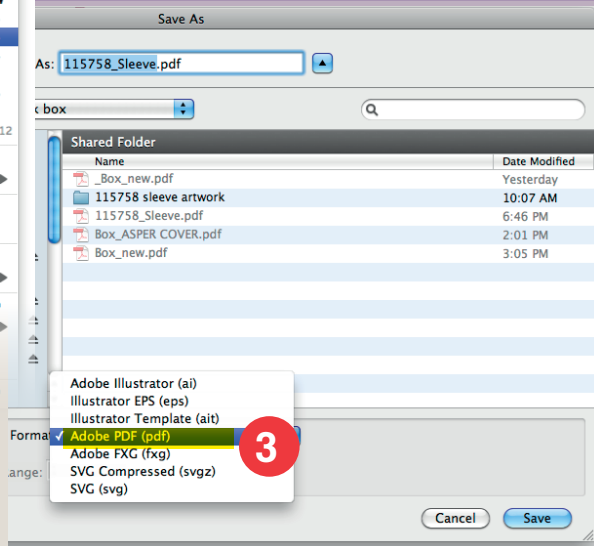 Save As
As: 115758_Sleeve.pdf
k box
12
Shared Folder
Name Date Modified
_Box_new.pdf Yesterday
115758 sleeve artwork 10:07 AM
115758_Sleeve.pdf 6:46 PM
Box_ASPER COVER.pdf 2:01 PM
Box_new.pdf 3:05 PM
Adobe Illustrator (ai)
Illustrator EPS (eps)
Illustrator Template (ait)
Forma ✓ Adobe PDF (pdf) 3
Adobe FXG (fxg)
ange: SVG Compressed (svgz)
SVG (svg)
Cancel Save